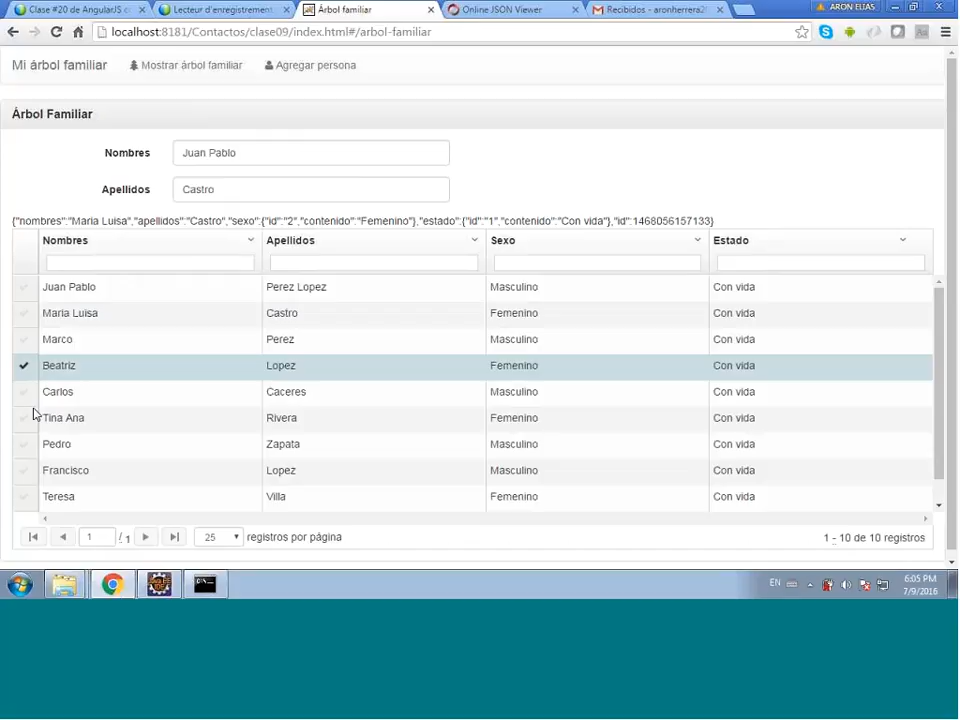 Clase #20 de AngularJS d
Lecteur d'enregistrement
Árbol familiar
Online JSON Viewer
Recibidos - aronherrera20
ARON ELIAS
localhost:8181/Contactos/clase09/index.html#/arbol-familiar
Mi árbol familiar Mostrar árbol familiar Agregar persona
Árbol Familiar
Nombres Juan Pablo
Apellidos Castro
{"nombres":"Maria Luisa","apellidos":"Castro","sexo":{"id":"2","contenido":"Femenino"},"estado":{"id":"1","contenido":"Con vida"},"id":1468056157133}
Nombres Apellidos Sexo Estado
Juan Pablo Perez Lopez Masculino Con vida
Maria Luisa Castro Femenino Con vida
Marco Perez Masculino Con vida
Beatriz Lopez Femenino Con vida
Carlos Caceres Masculino Con vida
Tina Ana Rivera Femenino Con vida
Pedro Zapata Masculino Con vida
Francisco Lopez Masculino Con vida
Teresa Villa Femenino Con vida
1 / 1 25 registros por página 1 - 10 de 10 registros
EN 6:05 PM
7/9/2016